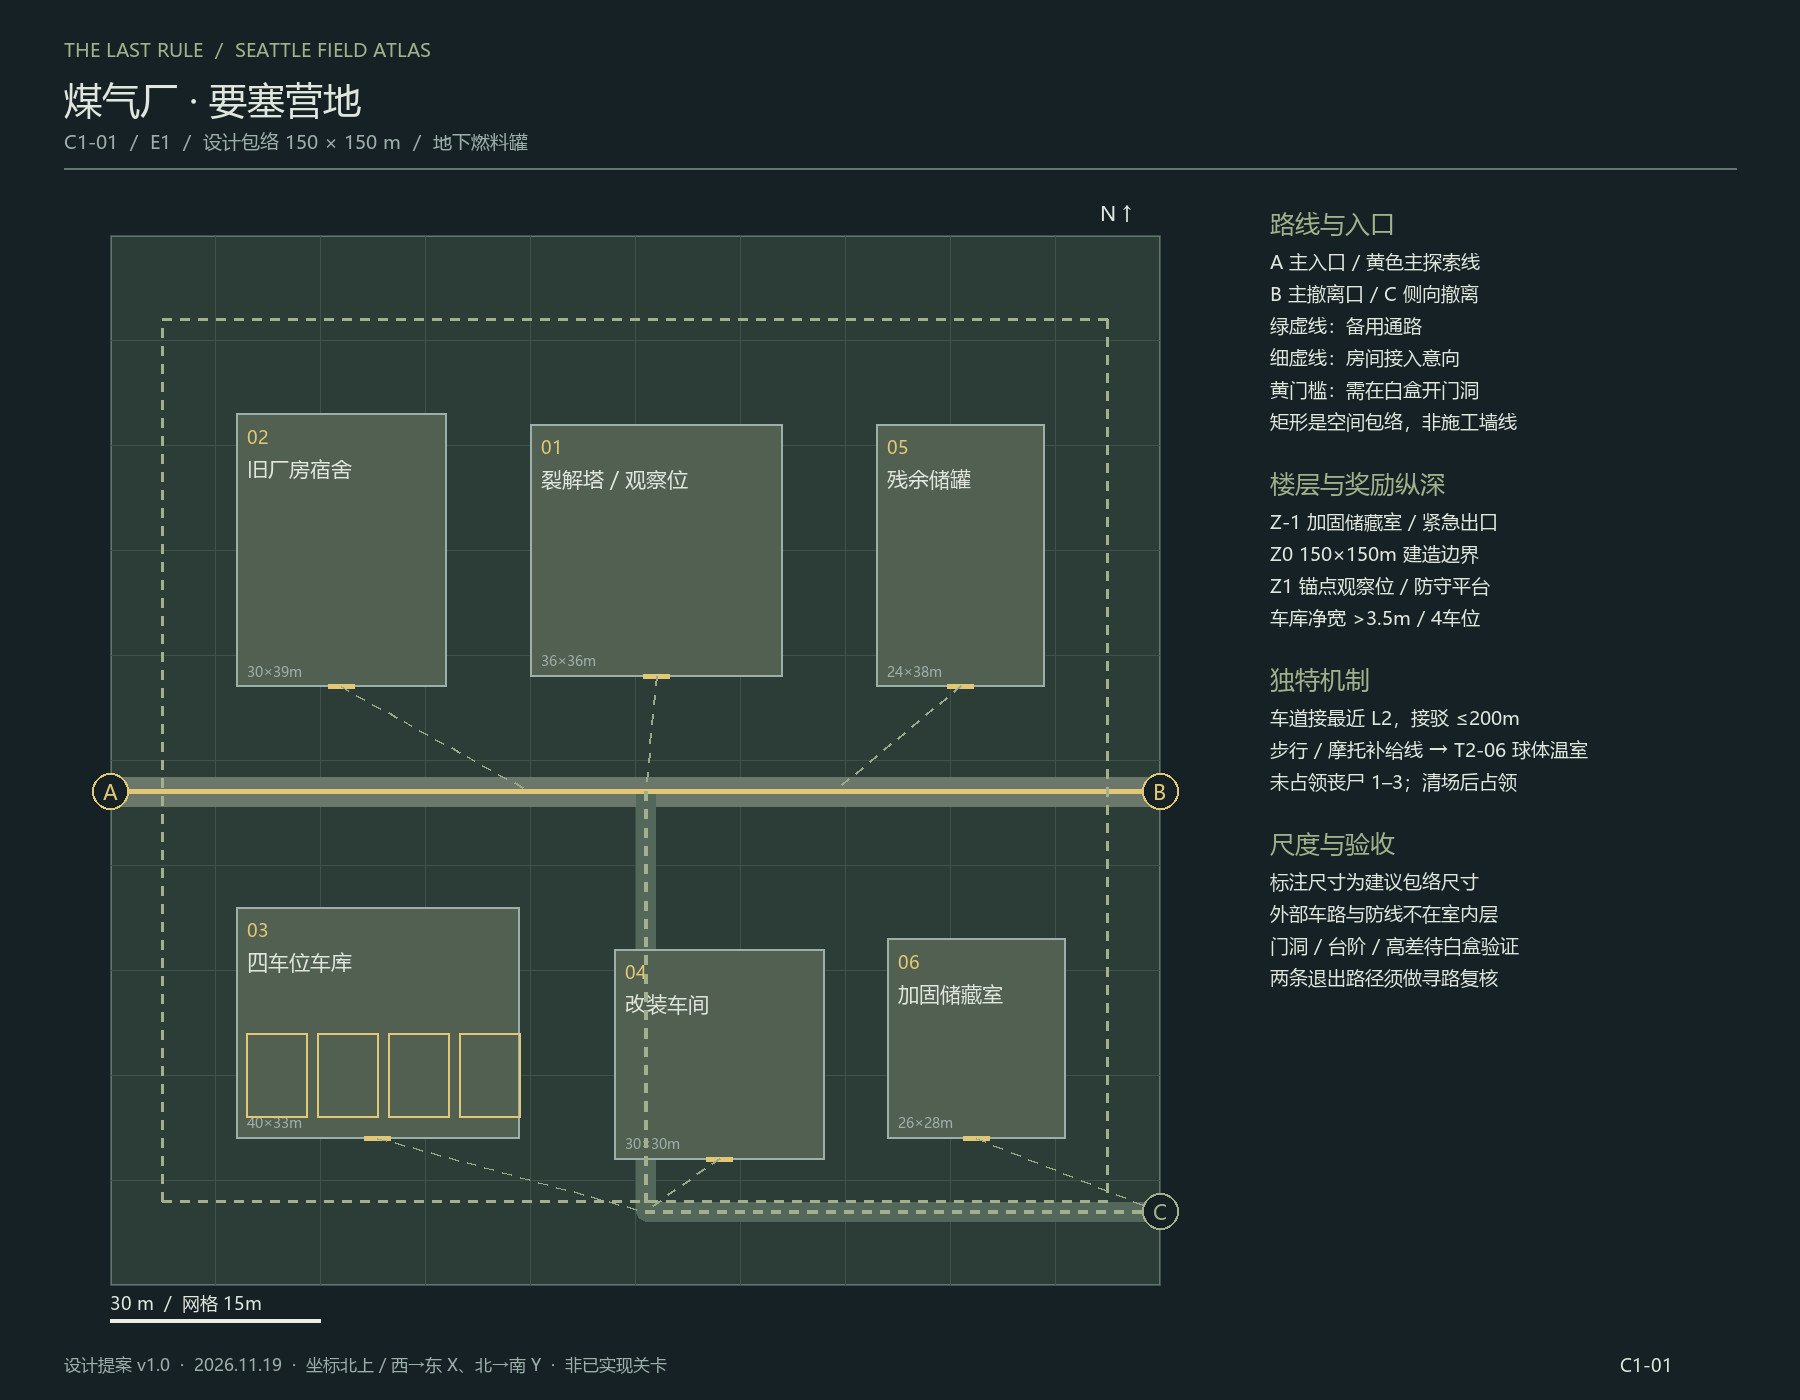 THE LAST RULE / SEATTLE FIELD ATLAS
煤气厂 · 要塞营地
C1-01 / E1 / 设计包络 150 × 150 m / 地下燃料罐
N ↑
02
旧厂房宿舍
30×39m
01
裂解塔 / 观察位
36×36m
05
残余储罐
24×38m
A
B
03
四车位车库
40×33m
04
改装车间
30×30m
06
加固储藏室
26×28m
C
30 m / 网格 15m
路线与入口
A 主入口 / 黄色主探索线
B 主撤离口 / C 侧向撤离
绿虚线：备用通路
细虚线：房间接入意向
黄门槛：需在白盒开门洞
矩形是空间包络，非施工墙线
楼层与奖励纵深
Z-1 加固储藏室 / 紧急出口
Z0 150×150m 建造边界
Z1 锚点观察位 / 防守平台
车库净宽 >3.5m / 4车位
独特机制
车道接最近 L2，接驳 ≤200m
步行 / 摩托补给线 → T2-06 球体温室
未占领丧尸 1–3；清场后占领
尺度与验收
标注尺寸为建议包络尺寸
外部车路与防线不在室内层
门洞 / 台阶 / 高差待白盒验证
两条退出路径须做寻路复核
设计提案 v1.0 · 2026.11.19 · 坐标北上 / 西→东 X、北→南 Y · 非已实现关卡
C1-01